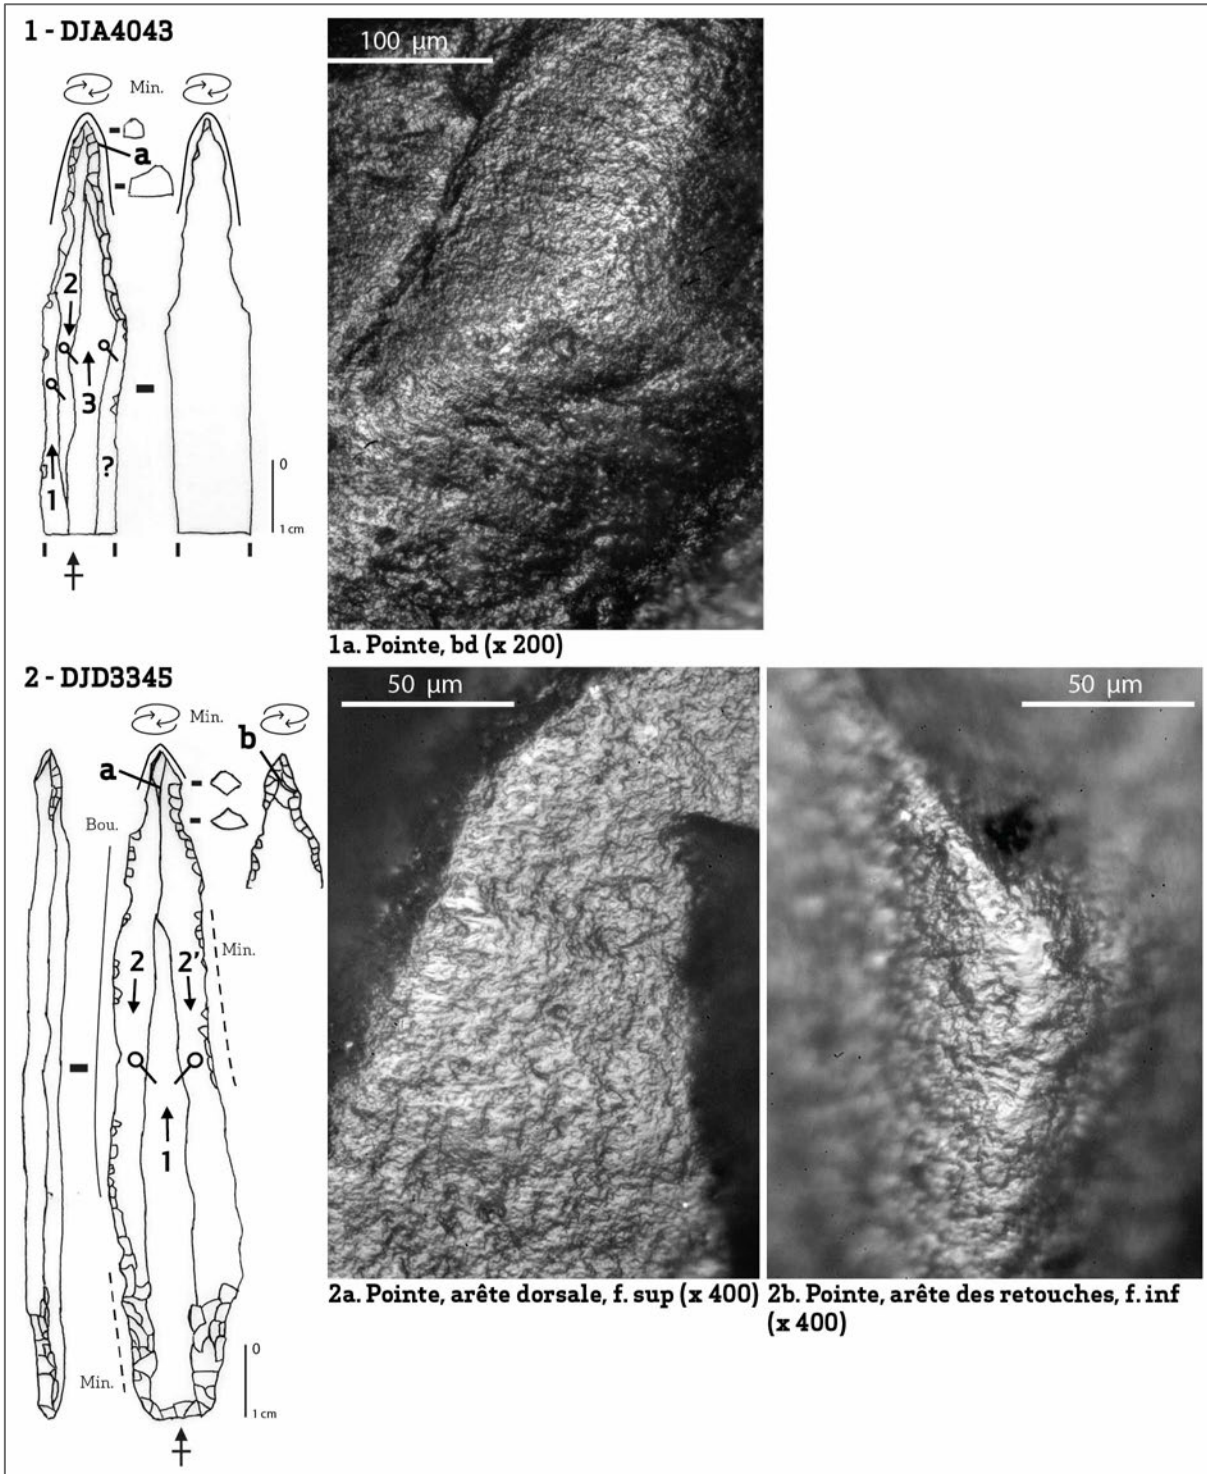 1 - DJA4043
Min.
a
2
3
1
?
0
1 cm
100 µm
1a. Pointe, bd (x 200)
2 - DJD3345
Min.
b
a
Bou.
2
2'
Min.
1
Min.
0
1 cm
50 µm
2a. Pointe, arête dorsale, f. sup (x 400)
50 µm
2b. Pointe, arête des retouches, f. inf
(x 400)